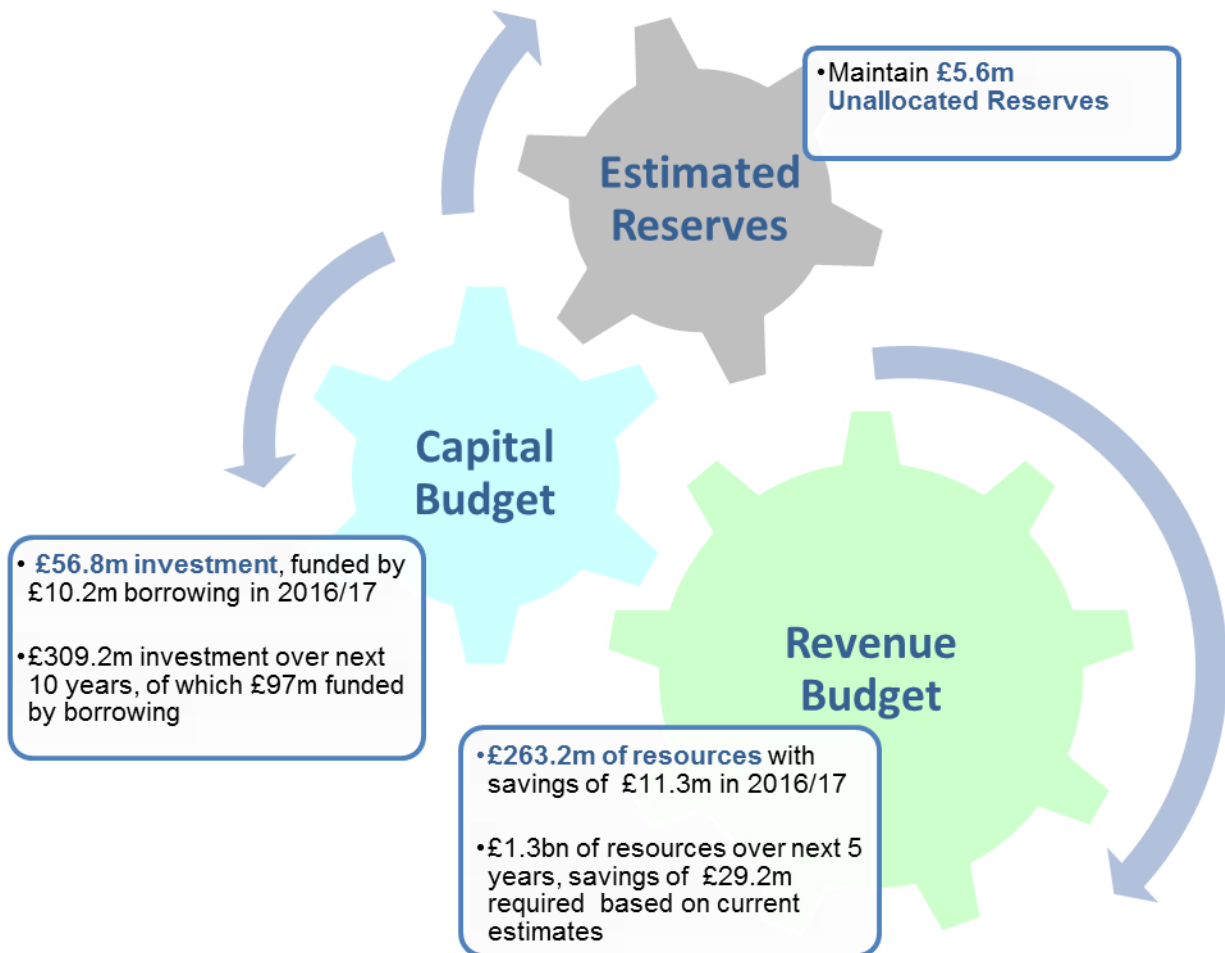 •Maintain £5.6m
Unallocated Reserves
Estimated
Reserves
Capital
Budget
• £56.8m investment, funded by
£10.2m borrowing in 2016/17
•£309.2m investment over next
10 years, of which £97m funded
by borrowing
Revenue
Budget
•£263.2m of resources with
savings of £11.3m in 2016/17
•£1.3bn of resources over next 5
years, savings of £29.2m
required based on current
estimates